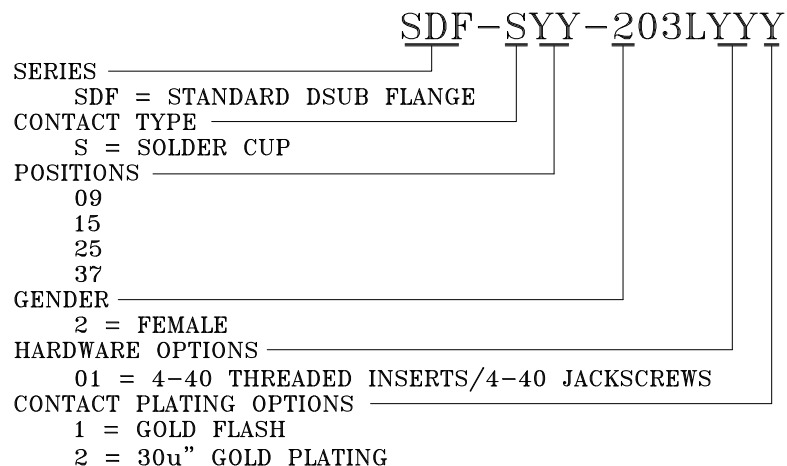 SDF-SYY-203LYYY
SERIES
SDF = STANDARD DSUB FLANGE
CONTACT TYPE
S = SOLDER CUP
POSITIONS
09
15
25
37
GENDER
2 = FEMALE
HARDWARE OPTIONS
01 = 4-40 THREADED INSERTS/4-40 JACKSCREWS
CONTACT PLATING OPTIONS
1 = GOLD FLASH
2 = 30u” GOLD PLATING